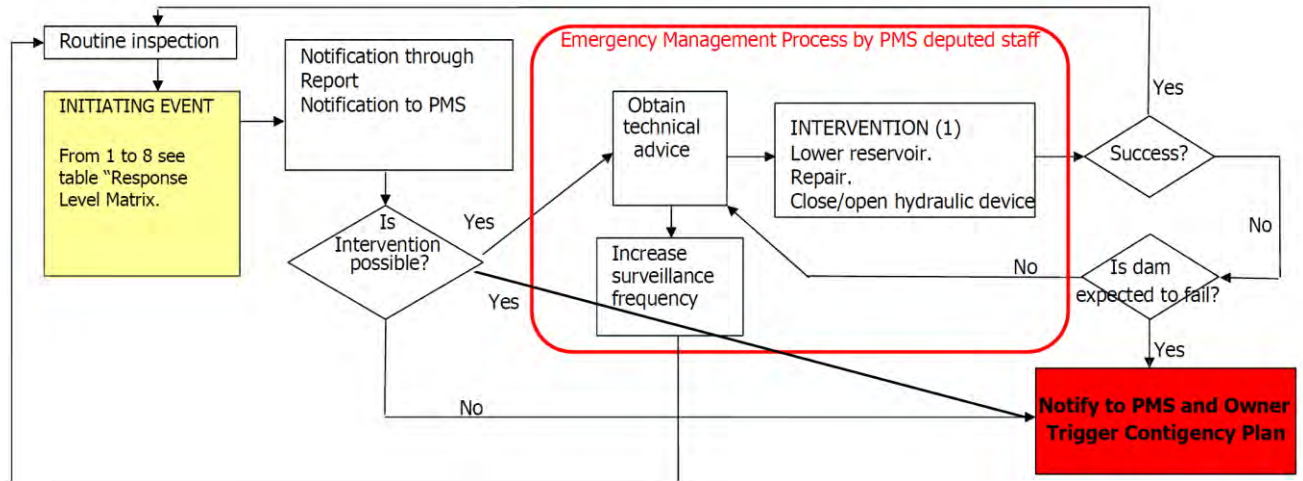 Routine inspection
INITIATING EVENT
From 1 to 8 see
table “Response
Level Matrix.
Notification through
Report
Notification to PMS
Is
Intervention
possible?
Yes
Yes
No
Emergency Management Process by PMS deputed staff
Obtain
technical
advice
Increase
surveillance
frequency
INTERVENTION (1)
Lower reservoir.
Repair.
Close/open hydraulic device
Success?
Yes
No
Is dam
expected to fail?
No
Yes
Notify to PMS and Owner
Trigger Contigency Plan